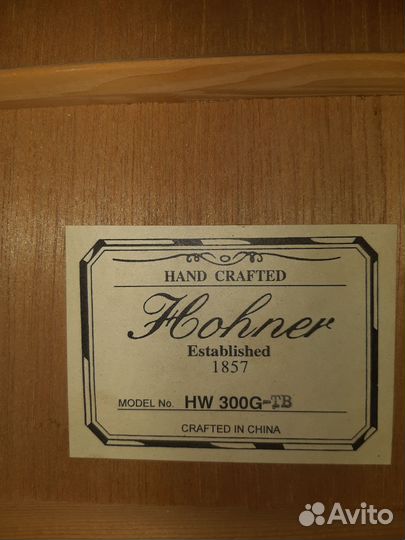 HAND CRAFTED
Hohner
Established
1857
MODEL No. HW 300G-TB
CRAFTED IN CHINA
Avito